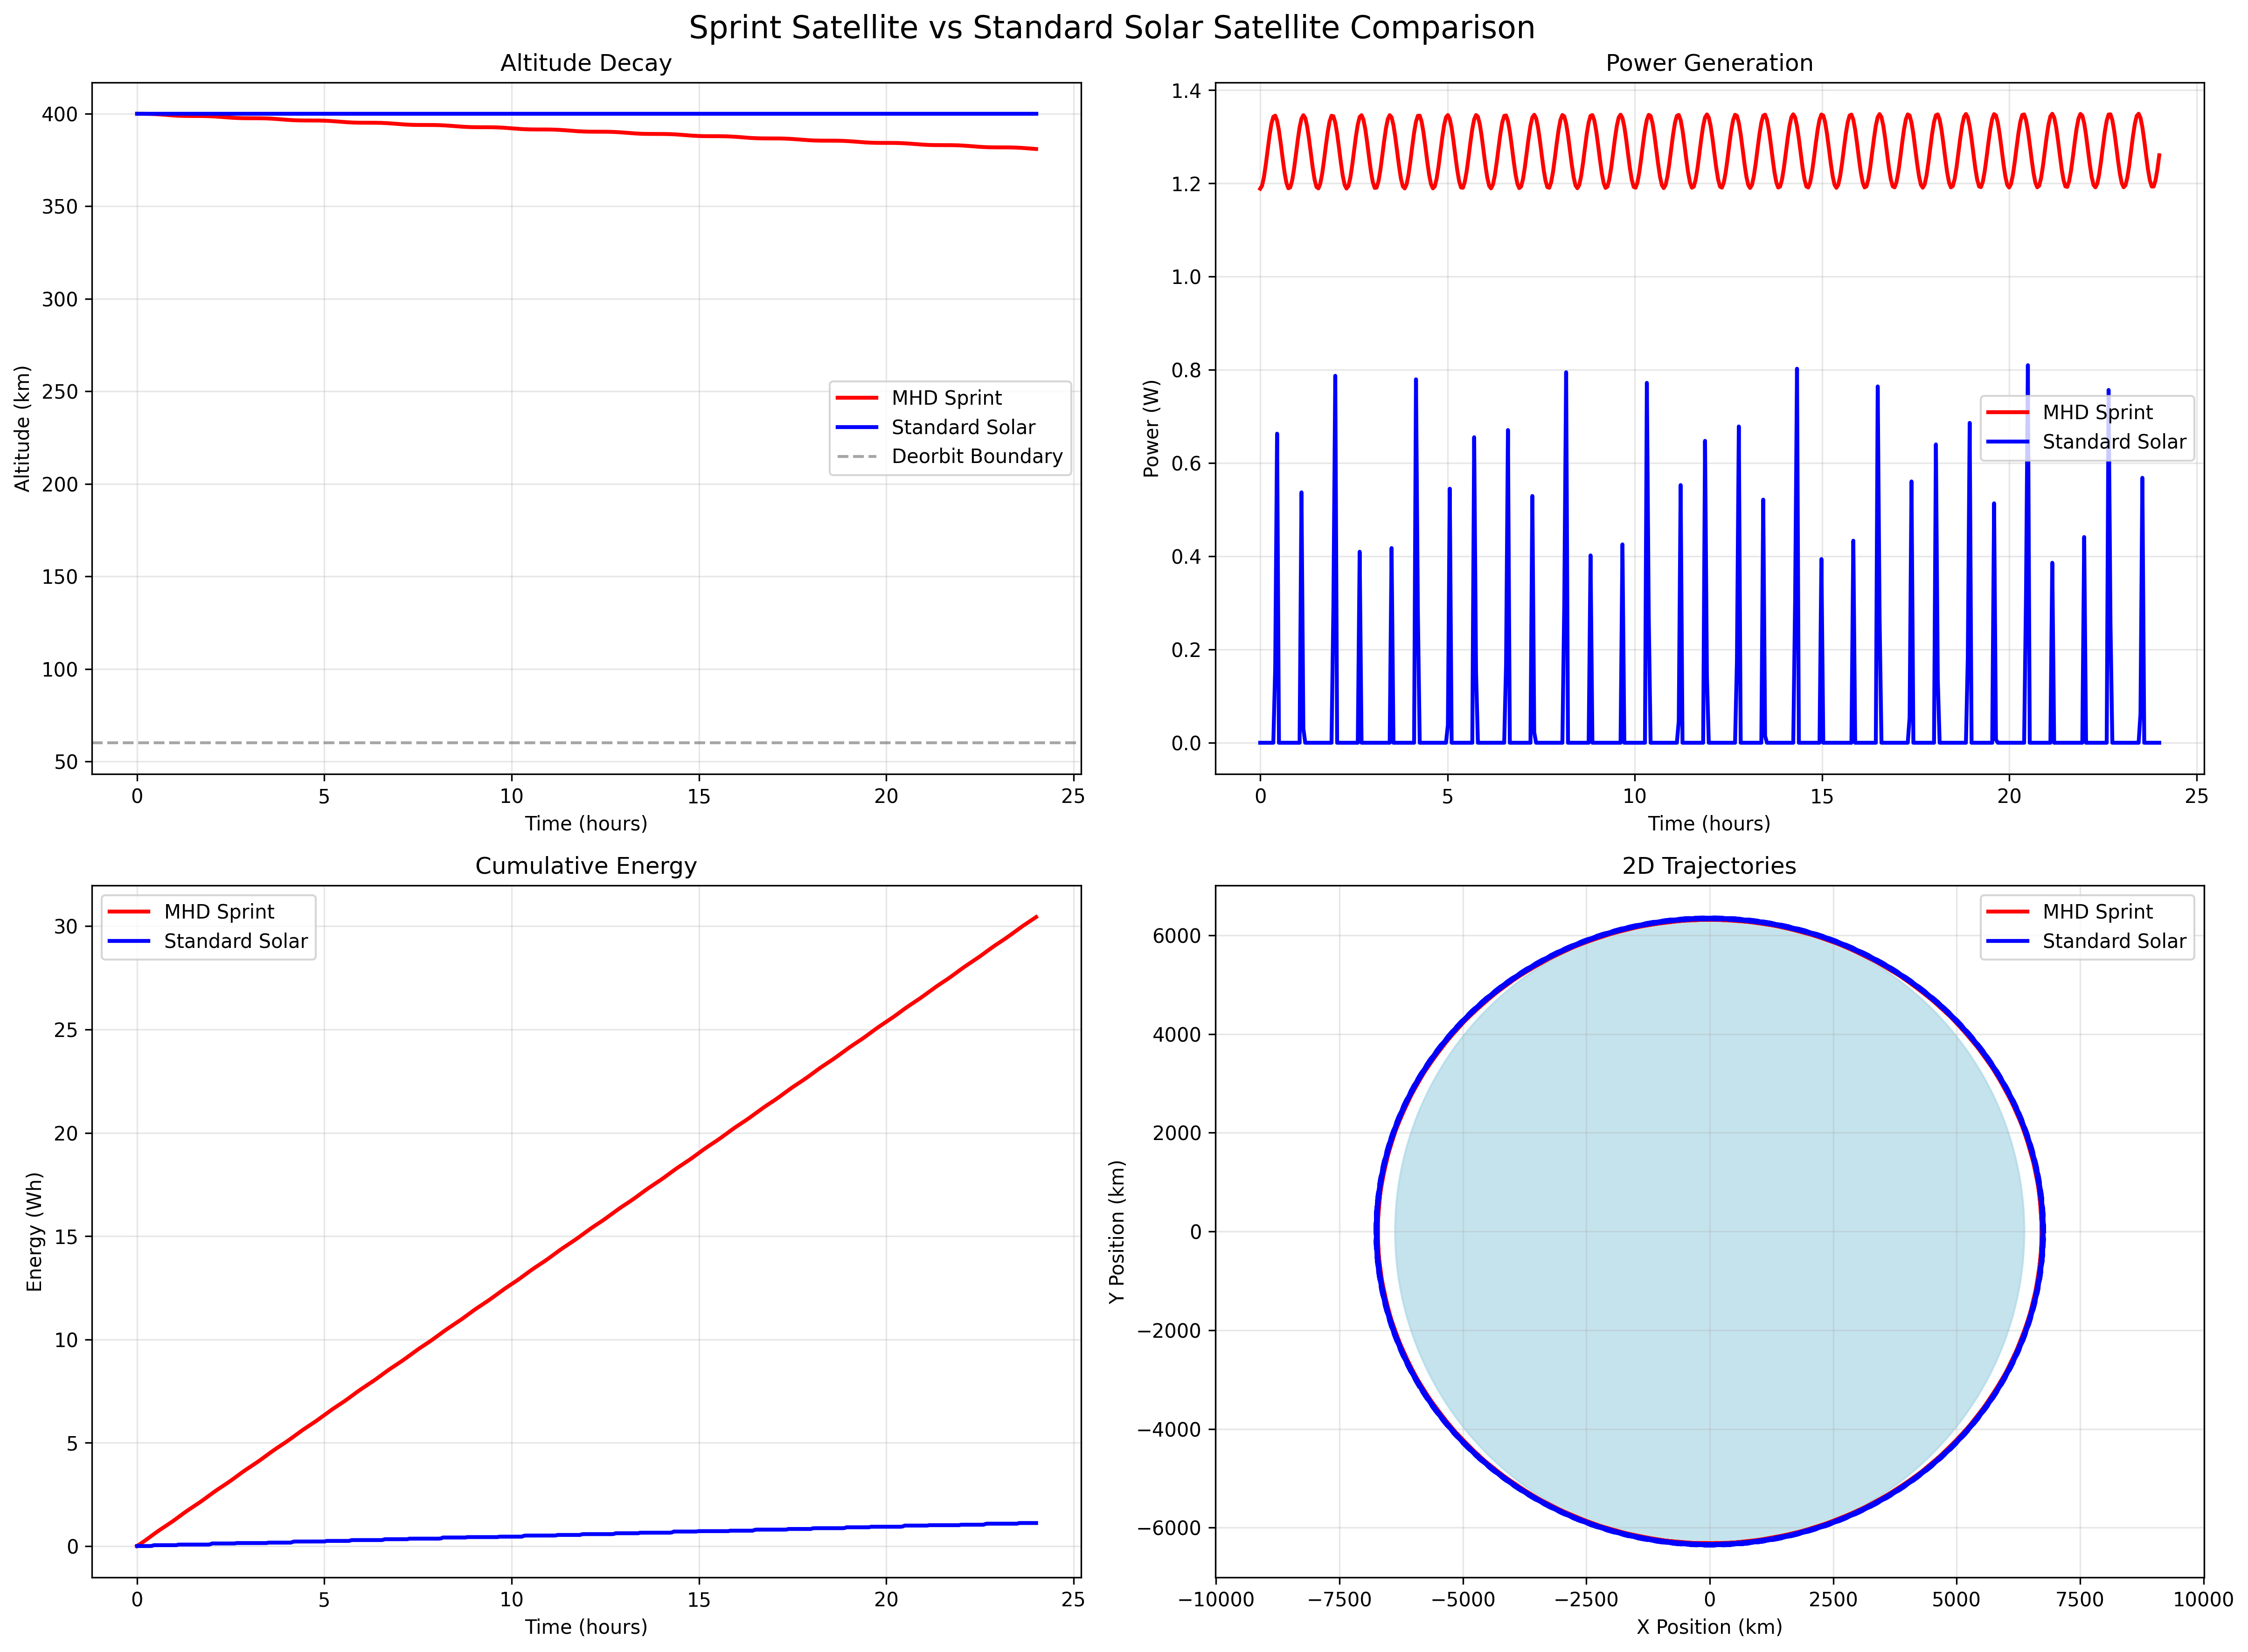 Sprint Satellite vs Standard Solar Satellite Comparison
Altitude Decay
Altitude (km)
400
350
300
250
200
150
100
50
MHD Sprint
Standard Solar
Deorbit Boundary
0
5
10
15
20
25
Time (hours)
Power Generation
Power (W)
1.4
1.2
1.0
0.8
0.6
0.4
0.2
0.0
MHD Sprint
Standard Solar
0
5
10
15
20
25
Time (hours)
Cumulative Energy
Energy (Wh)
30
25
20
15
10
5
0
MHD Sprint
Standard Solar
0
5
10
15
20
25
Time (hours)
2D Trajectories
Y Position (km)
6000
4000
2000
0
−2000
−4000
−6000
MHD Sprint
Standard Solar
−10000
−7500
−5000
−2500
0
2500
5000
7500
10000
X Position (km)